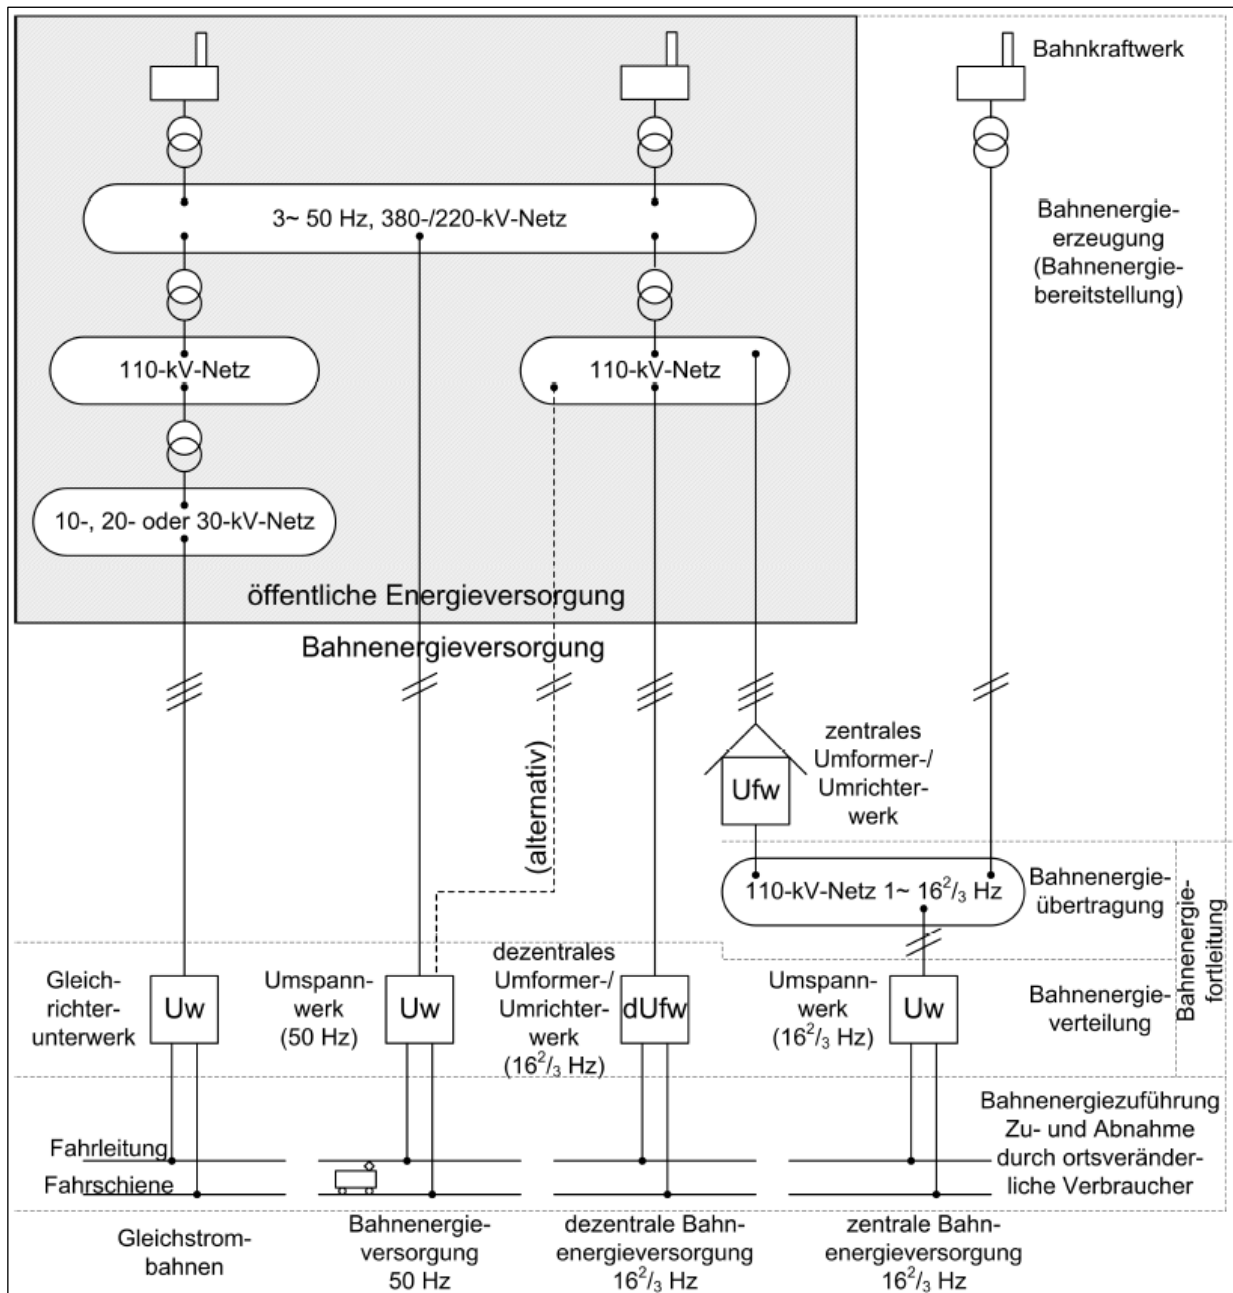 Bahnkraftwerk
3~ 50 Hz, 380-/220-kV-Netz
Bahnenergie-
erzeugung
(Bahnenergie-
bereitstellung)
110-kV-Netz
110-kV-Netz
10-, 20- oder 30-kV-Netz
öffentliche Energieversorgung
Bahnenergieversorgung
(alternativ)
zentrales
Umformer-/
Umrichter-
werk
Ufw
110-kV-Netz 1~ 16²/₃ Hz
Bahnenergie-
übertragung
Bahnenergie-
fortleitung
Gleich-
richter-
unterwerk
Uw
Umspann-
werk
(50 Hz)
Uw
dezentrales
Umformer-/
Umrichter-
werk
(16²/₃ Hz)
dUfw
Umspann-
werk
(16²/₃ Hz)
Uw
Bahnenergie-
verteilung
Bahnenergiezuführung
Zu- und Abnahme
durch ortsveränder-
liche Verbraucher
Fahrleitung
Fahrschiene
Gleichstrom-
bahnen
Bahnenergie-
versorgung
50 Hz
dezentrale Bahn-
energieversorgung
16²/₃ Hz
zentrale Bahn-
energieversorgung
16²/₃ Hz